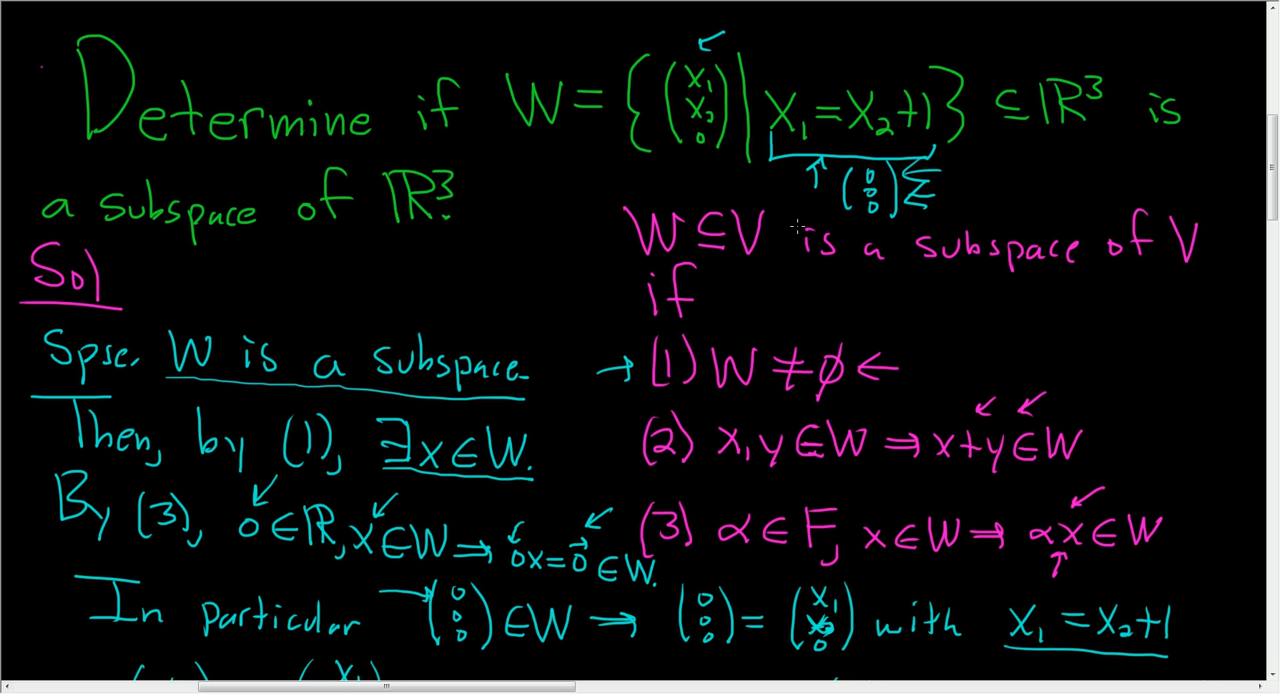 Determine if W = {(x₁ x₂ 0) | x₁ = x₂+1} ⊆ ℝ³ is
(0 0 0)
a subspace of ℝ³?
Sol
W ⊆ V is a subspace of V
if
(1) W ≠ ∅ ←
(2) x, y ∈ W ⇒ x+y ∈ W
(3) α ∈ F, x ∈ W ⇒ αx ∈ W
Spse. W is a subspace.
Then, by (1), ∃ x ∈ W.
By (3), 0 ∈ ℝ, x ∈ W ⇒ 0x = 0⃗ ∈ W.
In particular (0 0 0) ∈ W ⇒ (0 0 0) = (x₁ x₂ 0) with x₁ = x₂+1